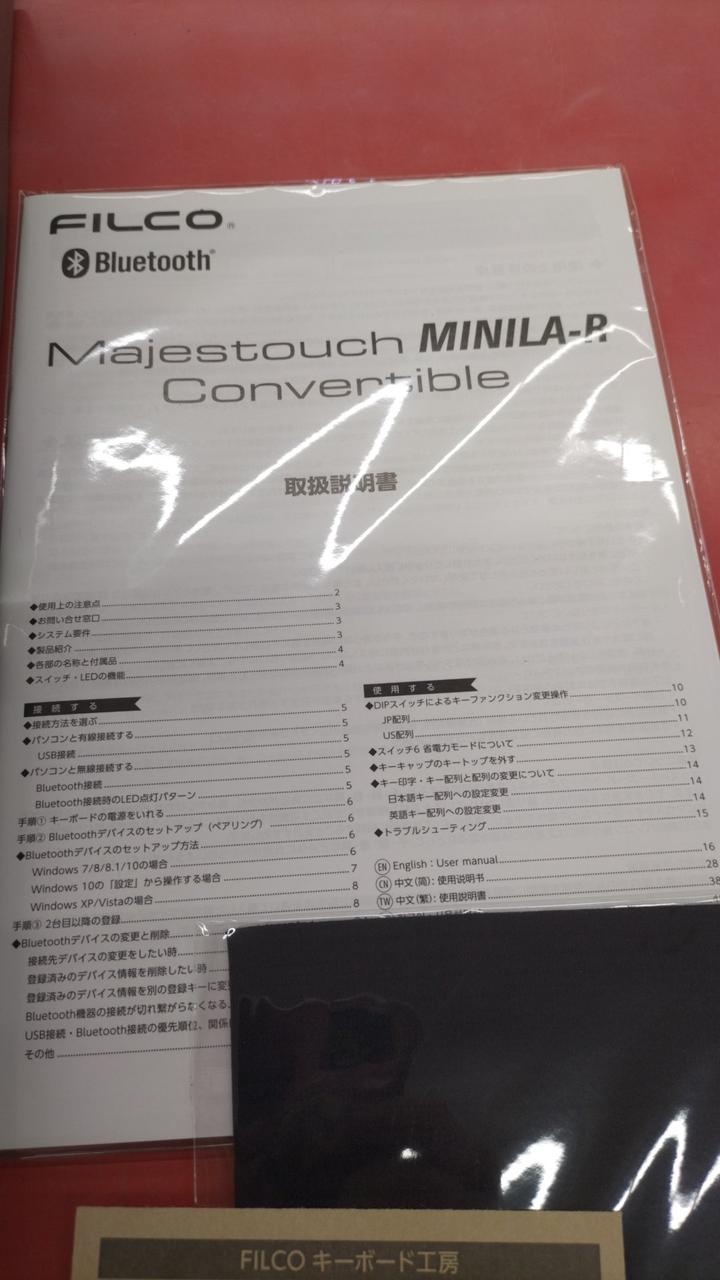 FILCO®
Bluetooth®
Majestouch MINILA-R
Convertible
取扱説明書
◆使用上の注意点 2
◆お問い合せ窓口 3
◆システム要件 3
◆製品紹介 3
◆各部の名称と付属品 4
◆スイッチ・LEDの機能 4
接続する
◆接続方法を選ぶ 5
◆パソコンと有線接続する 5
USB接続 5
◆パソコンと無線接続する 5
Bluetooth接続 5
Bluetooth接続時のLED点灯パターン 5
手順① キーボードの電源をいれる 6
手順② Bluetoothデバイスのセットアップ（ペアリング） 6
◆Bluetoothデバイスのセットアップ方法 6
Windows 7/8/8.1/10の場合 6
Windows 10の「設定」から操作する場合 7
Windows XP/Vistaの場合 8
手順③ 2台目以降の登録 8
◆Bluetoothデバイスの変更と削除
接続先デバイスの変更をしたい時
登録済みのデバイス情報を削除したい時
登録済みのデバイス情報を別の登録キーに変
Bluetooth機器の接続が切れ繋がらなくなる、
USB接続・Bluetooth接続の優先順位、関係
その他
使用する
◆DIPスイッチによるキーファンクション変更操作 10
JP配列 10
US配列 11
◆スイッチ6 省電力モードについて 12
◆キーキャップのキートップを外す 13
◆キー印字・キー配列と配列の変更について 14
日本語キー配列への設定変更 14
英語キー配列への設定変更 14
◆トラブルシューティング 15
EN English : User manual 16
CN 中文(简): 使用说明书 28
TW 中文(繁): 使用說明書 38
FILCO キーボード工房